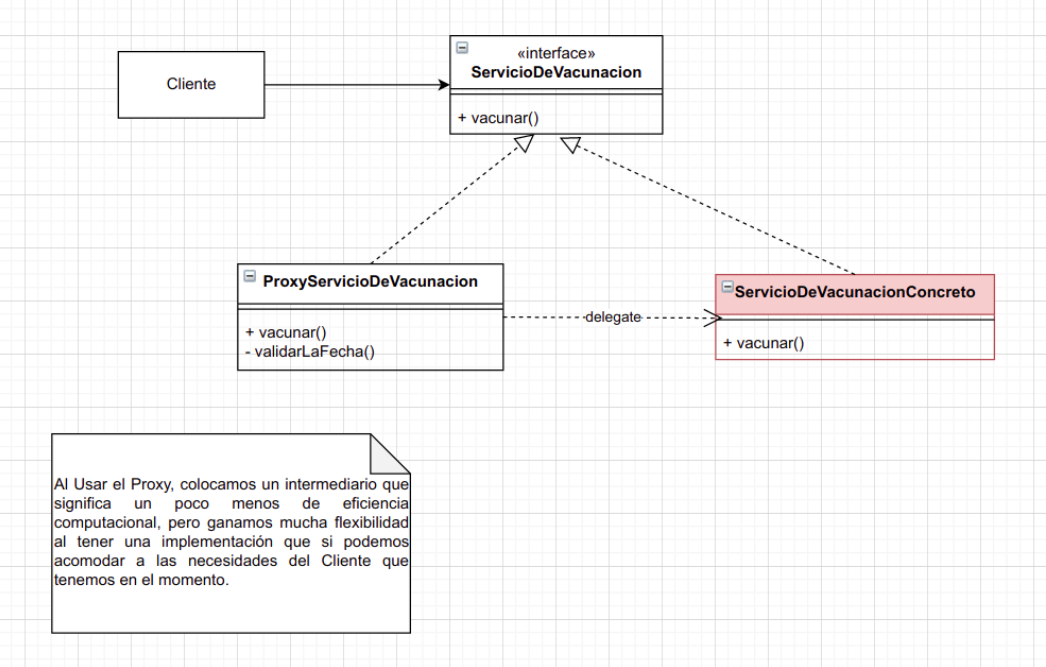 Cliente
«interface»
ServicioDeVacunacion
+ vacunar()
ProxyServicioDeVacunacion
+ vacunar()
- validarLaFecha()
delegate
ServicioDeVacunacionConcreto
+ vacunar()
Al Usar el Proxy, colocamos un intermediario que
significa un poco menos de eficiencia
computacional, pero ganamos mucha flexibilidad
al tener una implementación que si podemos
acomodar a las necesidades del Cliente que
tenemos en el momento.